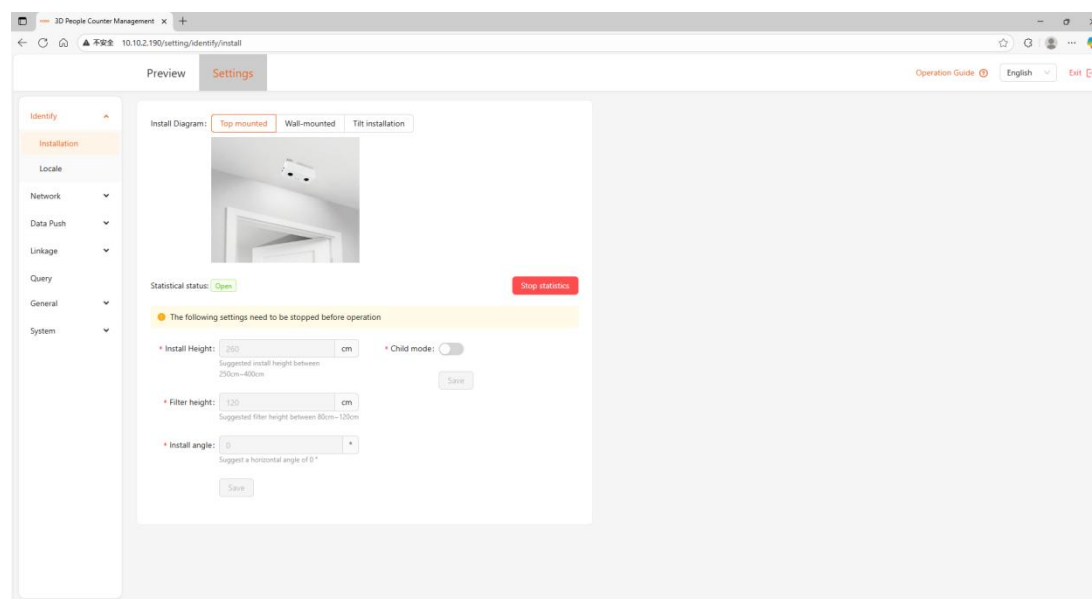 3D People Counter Management
不安全 10.10.2.190/setting/identify/install
Preview Settings
Operation Guide English Exit
Identify
Installation
Locale
Network
Data Push
Linkage
Query
General
System
Install Diagram: Top mounted Wall-mounted Tilt installation
Statistical status: Open Stop statistics
The following settings need to be stopped before operation
* Install Height: 260 cm
Suggested install height between
250cm~400cm
* Child mode:
Save
* Filter height: 120 cm
Suggested filter height between 80cm~120cm
* Install angle: 0 °
Suggest a horizontal angle of 0 °
Save